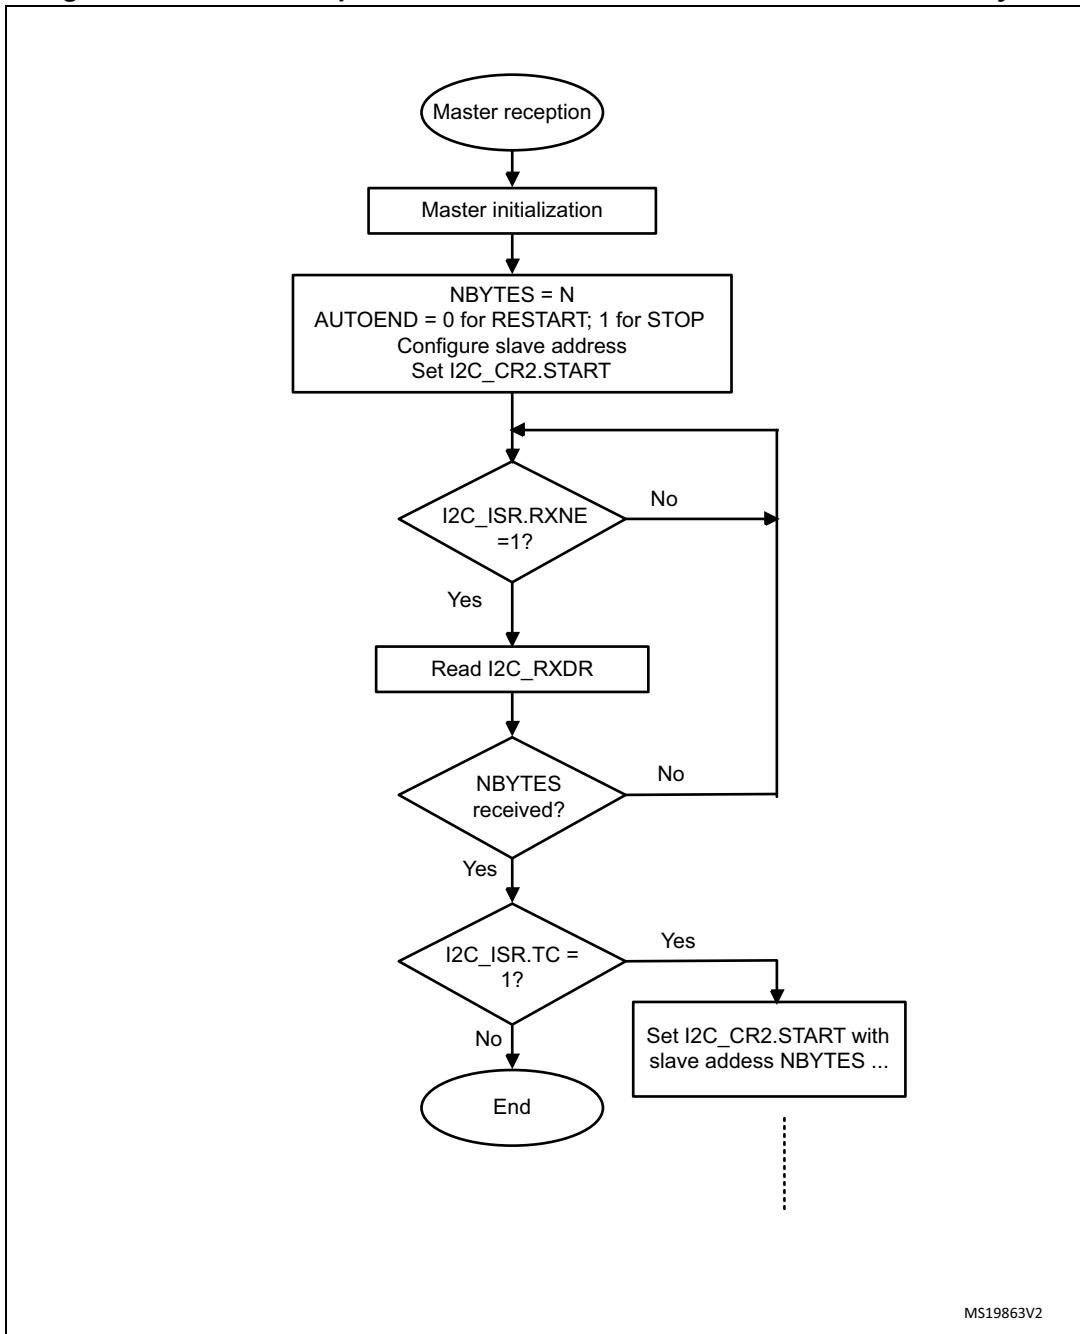 Master reception
Master initialization
NBYTES = N
AUTOEND = 0 for RESTART; 1 for STOP
Configure slave address
Set I2C_CR2.START
I2C_ISR.RXNE
=1?
No
Yes
Read I2C_RXDR
NBYTES
received?
No
Yes
I2C_ISR.TC =
1?
Yes
No
Set I2C_CR2.START with
slave addess NBYTES ...
End
MS19863V2